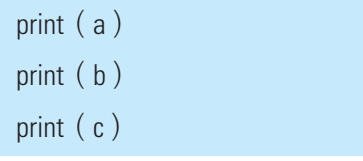 print ( a )
print ( b )
print ( c )